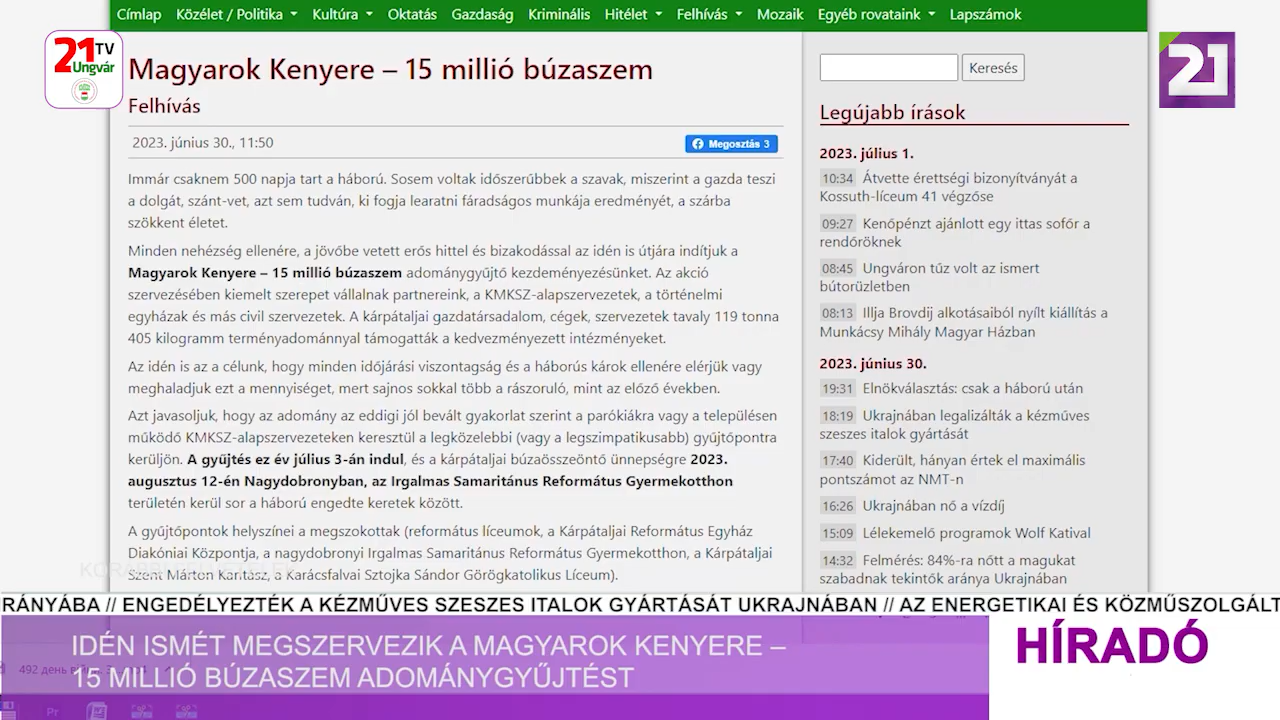 Címlap Közélet / Politika Kultúra Oktatás Gazdaság Kriminális Hitélet Felhívás Mozaik Egyéb rovataink Lapszámok
21 TV
Ungvár
21
Magyarok Kenyere – 15 millió búzaszem
Felhívás
2023. június 30., 11:50
Megosztás 3
Immár csaknem 500 napja tart a háború. Sosem voltak időszerűbbek a szavak, miszerint a gazda teszi
a dolgát, szánt-vet, azt sem tudván, ki fogja learatni fáradságos munkája eredményét, a szárba
szökkent életet.
Minden nehézség ellenére, a jövőbe vetett erős hittel és bizakodással az idén is útjára indítjuk a
Magyarok Kenyere – 15 millió búzaszem adománygyűjtő kezdeményezésünket. Az akció
szervezésében kiemelt szerepet vállalnak partnereink, a KMKSZ-alapszervezetek, a történelmi
egyházak és más civil szervezetek. A kárpátaljai gazdatársadalom, cégek, szervezetek tavaly 119 tonna
405 kilogramm terményadománnyal támogatták a kedvezményezett intézményeket.
Az idén is az a célunk, hogy minden időjárási viszontagság és a háborús károk ellenére elérjük vagy
meghaladjuk ezt a mennyiséget, mert sajnos sokkal több a rászoruló, mint az előző években.
Azt javasoljuk, hogy az adomány az eddigi jól bevált gyakorlat szerint a parókiákra vagy a településen
működő KMKSZ-alapszervezeteken keresztül a legközelebbi (vagy a legszimpatikusabb) gyűjtőpontra
kerüljön. A gyűjtés ez év július 3-án indul, és a kárpátaljai búzaösszeöntő ünnepségre 2023.
augusztus 12-én Nagydobronyban, az Irgalmas Samaritánus Református Gyermekotthon
területén kerül sor a háború engedte keretek között.
A gyűjtőpontok helyszínei a megszokottak (református líceumok, a Kárpátaljai Református Egyház
Diakóniai Központja, a nagydobronyi Irgalmas Samaritánus Református Gyermekotthon, a Kárpátaljai
Szent Márton Karitász, a Karácsfalvai Sztojka Sándor Görögkatolikus Líceum).
Keresés
Legújabb írások
2023. július 1.
10:34 Átvette érettségi bizonyítványát a
Kossuth-líceum 41 végzőse
09:27 Kenőpénzt ajánlott egy ittas sofőr a
rendőröknek
08:45 Ungváron tűz volt az ismert
bútorüzletben
08:13 Illja Brovdij alkotásaiból nyílt kiállítás a
Munkácsy Mihály Magyar Házban
2023. június 30.
19:31 Elnökválasztás: csak a háború után
18:19 Ukrajnában legalizálták a kézműves
szeszes italok gyártását
17:40 Kiderült, hányan értek el maximális
pontszámot az NMT-n
16:26 Ukrajnában nő a vízdíj
15:09 Lélekemelő programok Wolf Katival
14:32 Felmérés: 84%-ra nőtt a magukat
szabadnak tekintők aránya Ukrajnában
RÁNYÁBA // ENGEDÉLYEZTÉK A KÉZMŰVES SZESZES ITALOK GYÁRTÁSÁT UKRAJNÁBAN // AZ ENERGETIKAI ÉS KÖZMŰSZOLGÁLT
IDÉN ISMÉT MEGSZERVEZIK A MAGYAROK KENYERE –
15 MILLIÓ BÚZASZEM ADOMÁNYGYŰJTÉST
HÍRADÓ
492 день
Pr